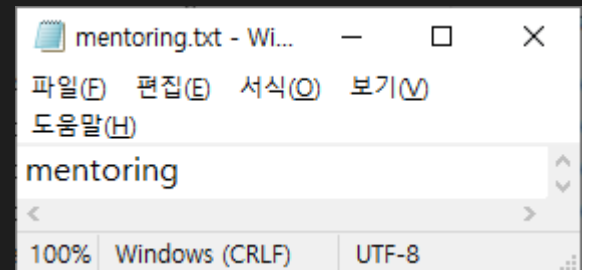 mentoring.txt - Wi...
파일(F) 편집(E) 서식(O) 보기(V)
도움말(H)
mentoring
100% Windows (CRLF) UTF-8